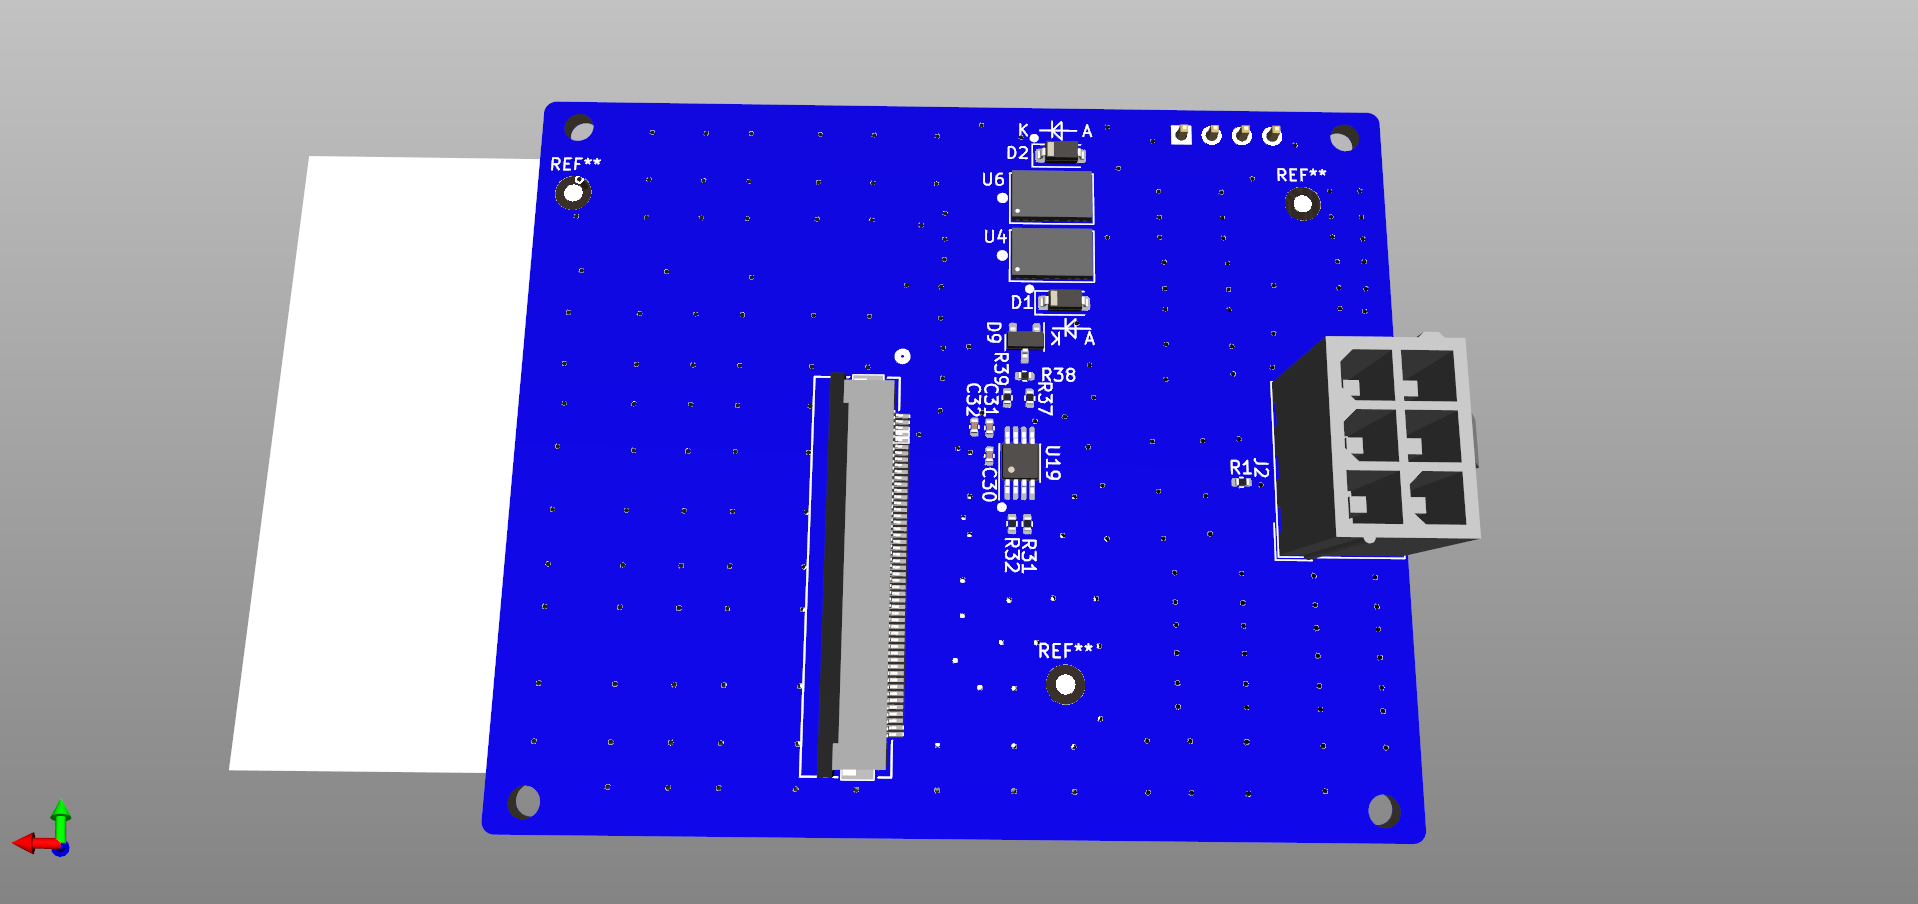 K A
D2
REF**
U6
REF**
U4
D1
D9
K A
R39
R38
C32
C31
R37
U19
C30
R1
J2
R32
R31
REF**